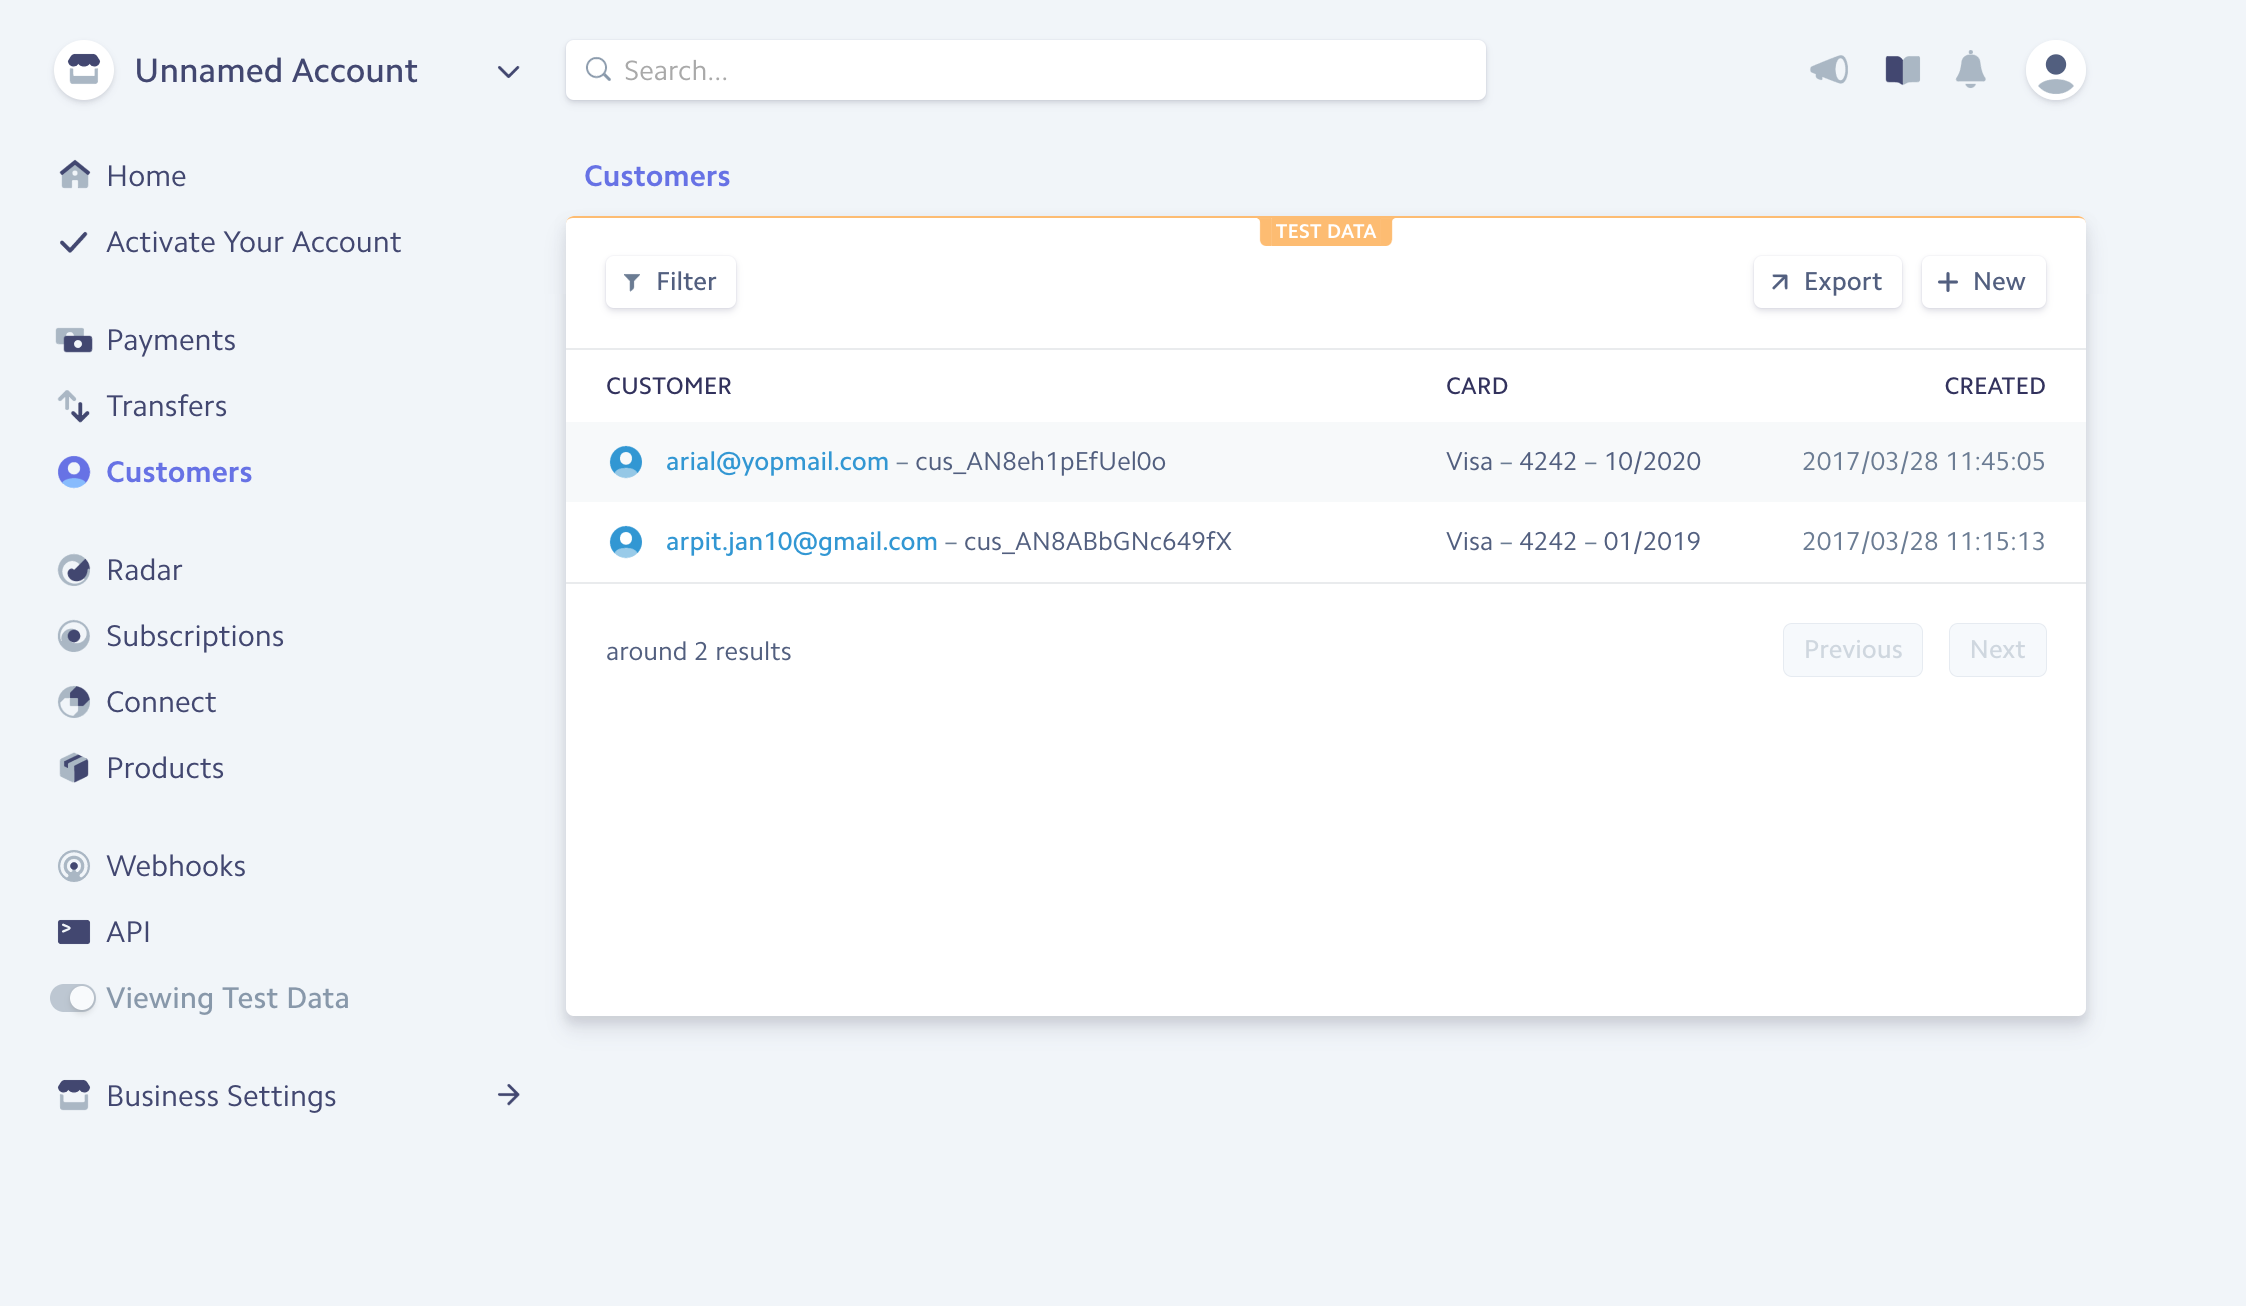 Unnamed Account
Search...
Home
Activate Your Account
Payments
Transfers
Customers
Radar
Subscriptions
Connect
Products
Webhooks
API
Viewing Test Data
Business Settings
Customers
TEST DATA
Filter
Export
New
CUSTOMER CARD CREATED
arial@yopmail.com – cus_AN8eh1pEfUel0o Visa – 4242 – 10/2020 2017/03/28 11:45:05
arpit.jan10@gmail.com – cus_AN8ABbGNc649fX Visa – 4242 – 01/2019 2017/03/28 11:15:13
around 2 results
Previous
Next